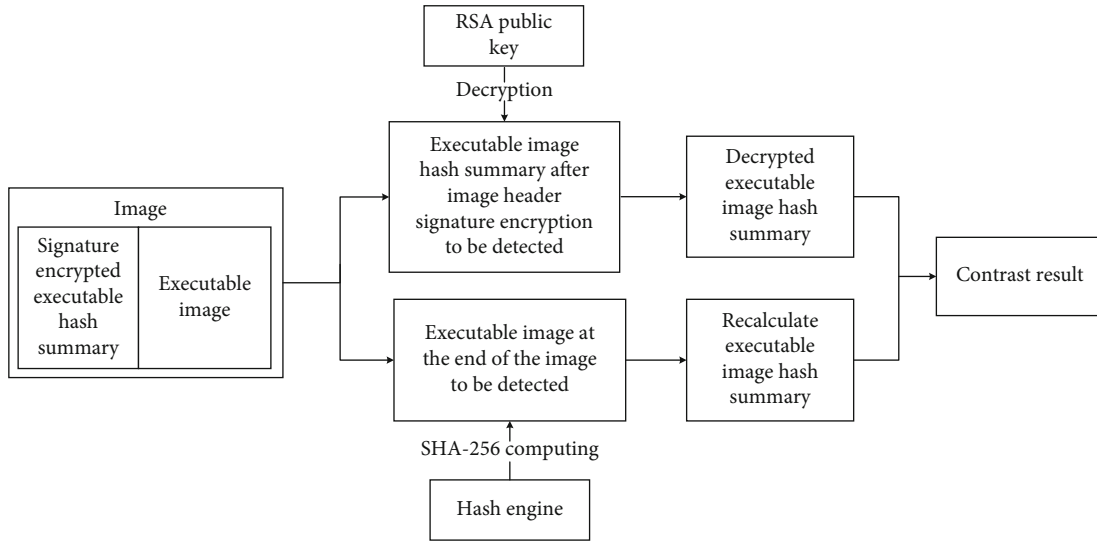 RSA public
key
Decryption
Executable image
hash summary after
image header
signature encryption
to be detected
Decrypted
executable
image hash
summary
Image
Signature
encrypted
executable
hash
summary
Executable
image
Contrast result
Executable image at
the end of the image
to be detected
Recalculate
executable
image hash
summary
SHA-256 computing
Hash engine